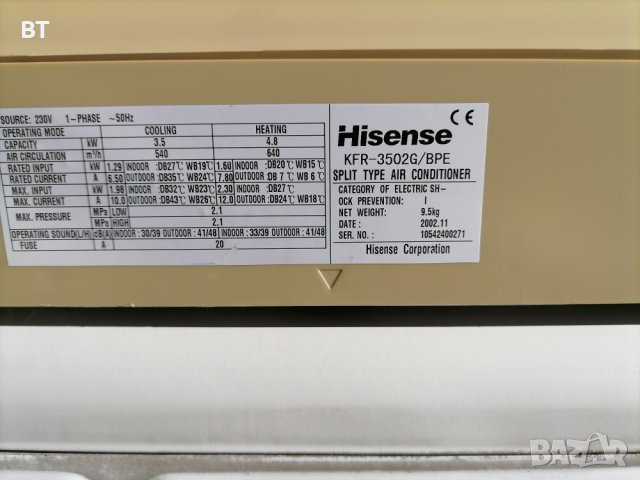 BT
SOURCE: 230V 1-PHASE ~50Hz
OPERATING MODE COOLING HEATING
CAPACITY kW 3.5 4.8
AIR CIRCULATION m³/h 540 640
RATED INPUT kW 1.29 INDOOR :DB27℃ WB19℃ 1.60 INDOOR :DB20℃ WB15℃
RATED CURRENT A 6.50 OUTDOOR :DB35℃ WB24℃ 7.80 OUTDOOR :DB 7℃ WB 6℃
MAX. INPUT kW 1.98 INDOOR :DB32℃ WB23℃ 2.30 INDOOR :DB27℃
MAX. CURRENT A 10.0 OUTDOOR :DB43℃ WB26℃ 12.0 OUTDOOR :DB24℃ WB18℃
MAX. PRESSURE MPa LOW 2.1
MPa HIGH 2.1
OPERATING SOUND(L/H) dB(A) INDOOR :30/39 OUTDOOR :41/48 INDOOR :33/39 OUTDOOR :41/48
FUSE A 20
CE
Hisense
KFR-3502G/BPE
SPLIT TYPE AIR CONDITIONER
CATEGORY OF ELECTRIC SH-
OCK PREVENTION: I
NET WEIGHT: 9.5kg
DATE: 2002.11
SER.NO.: 10542400271
Hisense Corporation
BAZAR